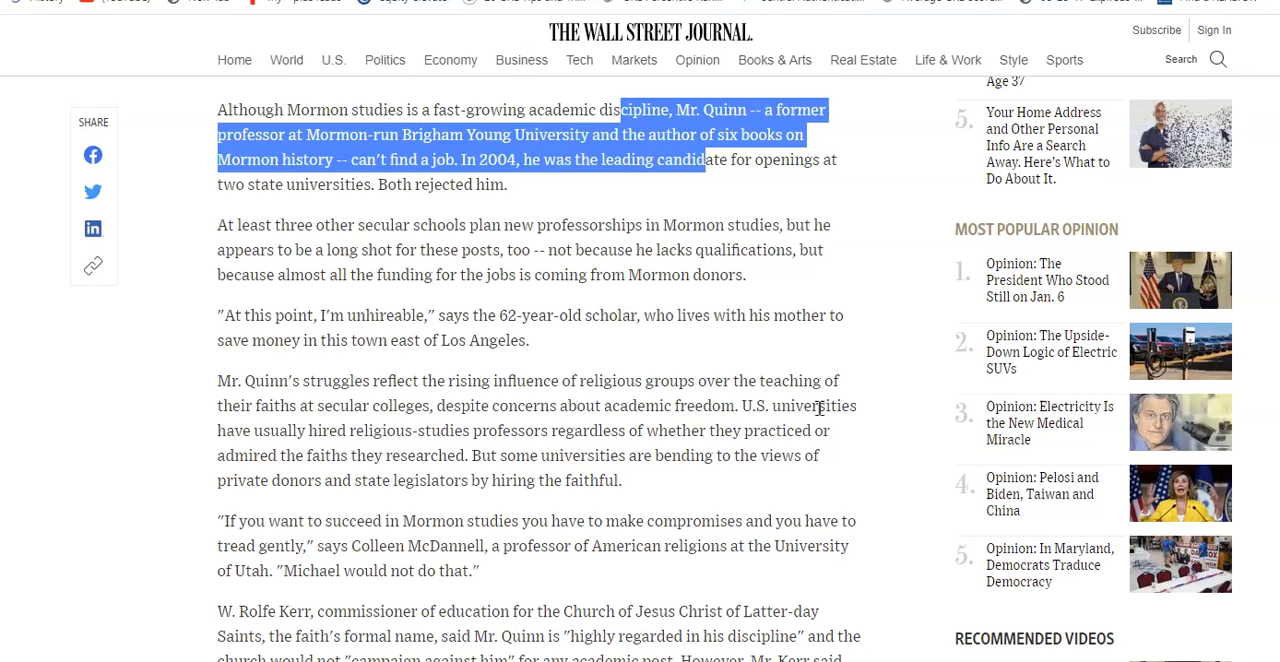 THE WALL STREET JOURNAL.
Subscribe
Sign In
Home World U.S. Politics Economy Business Tech Markets Opinion Books & Arts Real Estate Life & Work Style Sports
Search
SHARE
Although Mormon studies is a fast-growing academic discipline, Mr. Quinn -- a former
professor at Mormon-run Brigham Young University and the author of six books on
Mormon history -- can't find a job. In 2004, he was the leading candidate for openings at
two state universities. Both rejected him.
At least three other secular schools plan new professorships in Mormon studies, but he
appears to be a long shot for these posts, too -- not because he lacks qualifications, but
because almost all the funding for the jobs is coming from Mormon donors.
"At this point, I'm unhireable," says the 62-year-old scholar, who lives with his mother to
save money in this town east of Los Angeles.
Mr. Quinn's struggles reflect the rising influence of religious groups over the teaching of
their faiths at secular colleges, despite concerns about academic freedom. U.S. universities
have usually hired religious-studies professors regardless of whether they practiced or
admired the faiths they researched. But some universities are bending to the views of
private donors and state legislators by hiring the faithful.
"If you want to succeed in Mormon studies you have to make compromises and you have to
tread gently," says Colleen McDannell, a professor of American religions at the University
of Utah. "Michael would not do that."
W. Rolfe Kerr, commissioner of education for the Church of Jesus Christ of Latter-day
Saints, the faith's formal name, said Mr. Quinn is "highly regarded in his discipline" and the
church would not "campaign against him" for any academic post. However, Mr. Kerr said
Age 37
5.
Your Home Address
and Other Personal
Info Are a Search
Away. Here's What to
Do About It.
MOST POPULAR OPINION
1.
Opinion: The
President Who Stood
Still on Jan. 6
2.
Opinion: The Upside-
Down Logic of Electric
SUVs
3.
Opinion: Electricity Is
the New Medical
Miracle
4.
Opinion: Pelosi and
Biden, Taiwan and
China
5.
Opinion: In Maryland,
Democrats Traduce
Democracy
RECOMMENDED VIDEOS